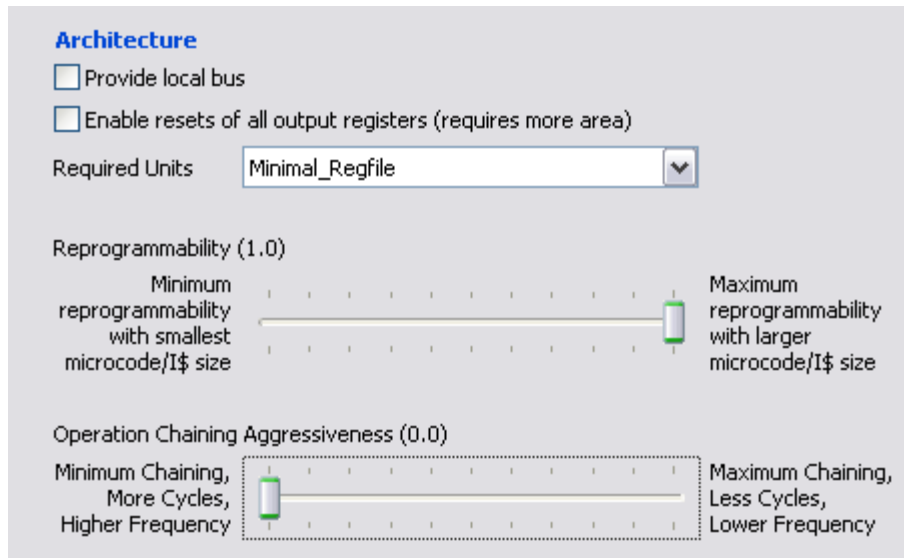 Architecture
Provide local bus
Enable resets of all output registers (requires more area)
Required Units Minimal_Regfile
Reprogrammability (1.0)
Minimum
reprogrammability
with smallest
microcode/I$ size
Maximum
reprogrammability
with larger
microcode/I$ size
Operation Chaining Aggressiveness (0.0)
Minimum Chaining,
More Cycles,
Higher Frequency
Maximum Chaining,
Less Cycles,
Lower Frequency